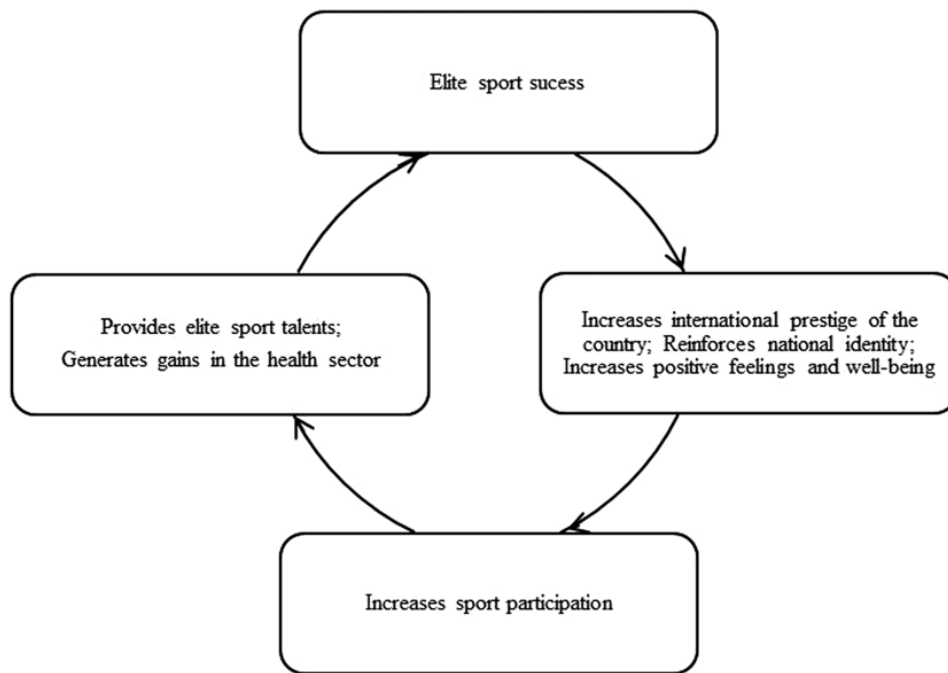 Elite sport sucess
Provides elite sport talents;
Generates gains in the health sector
Increases international prestige of the
country; Reinforces national identity;
Increases positive feelings and well-being
Increases sport participation